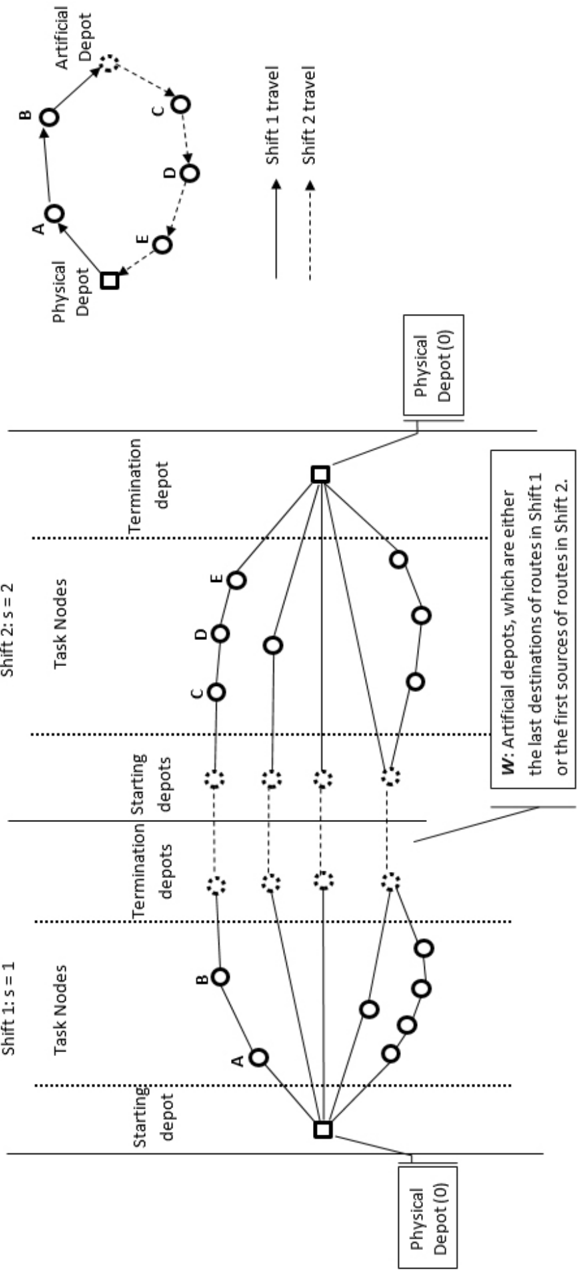 Shift 1: s = 1
Shift 2: s = 2
Starting
depot
Task Nodes
Termination
depots
Starting
depots
Task Nodes
Termination
depot
A
B
C
D
E
Physical
Depot (0)
Physical
Depot (0)
W: Artificial depots, which are either
the last destinations of routes in Shift 1
or the first sources of routes in Shift 2.
Physical
Depot
A
B
Artificial
Depot
C
D
E
Shift 1 travel
Shift 2 travel